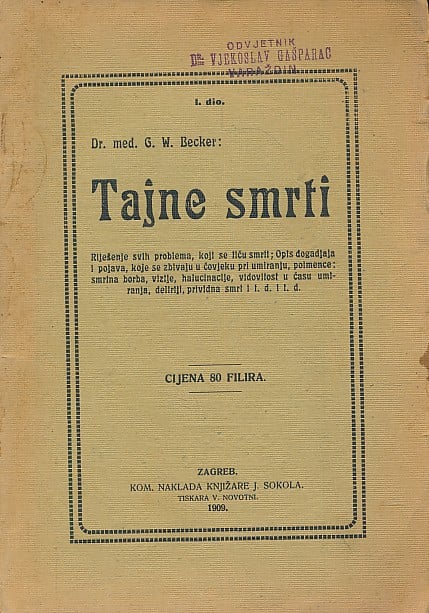 ODVJETNIK
DR. VJEKOSLAV GAŠPARAC
VARAŽDIN
I. dio.
Dr. med. G. W. Becker:
Tajne smrti
Riješenje svih problema, koji se tiču smrti; Opis dogadjaja
i pojava, koje se zbivaju u čovjeku pri umiranju, poimence:
smrtna borba, vizije, halucinacije, vidovitost u času umi-
ranja, deliriji, prividna smrt i t. d. i t. d.
CIJENA 80 FILIRA.
ZAGREB.
KOM. NAKLADA KNJIŽARE J. SOKOLA.
TISKARA V. NOVOTNI.
1909.